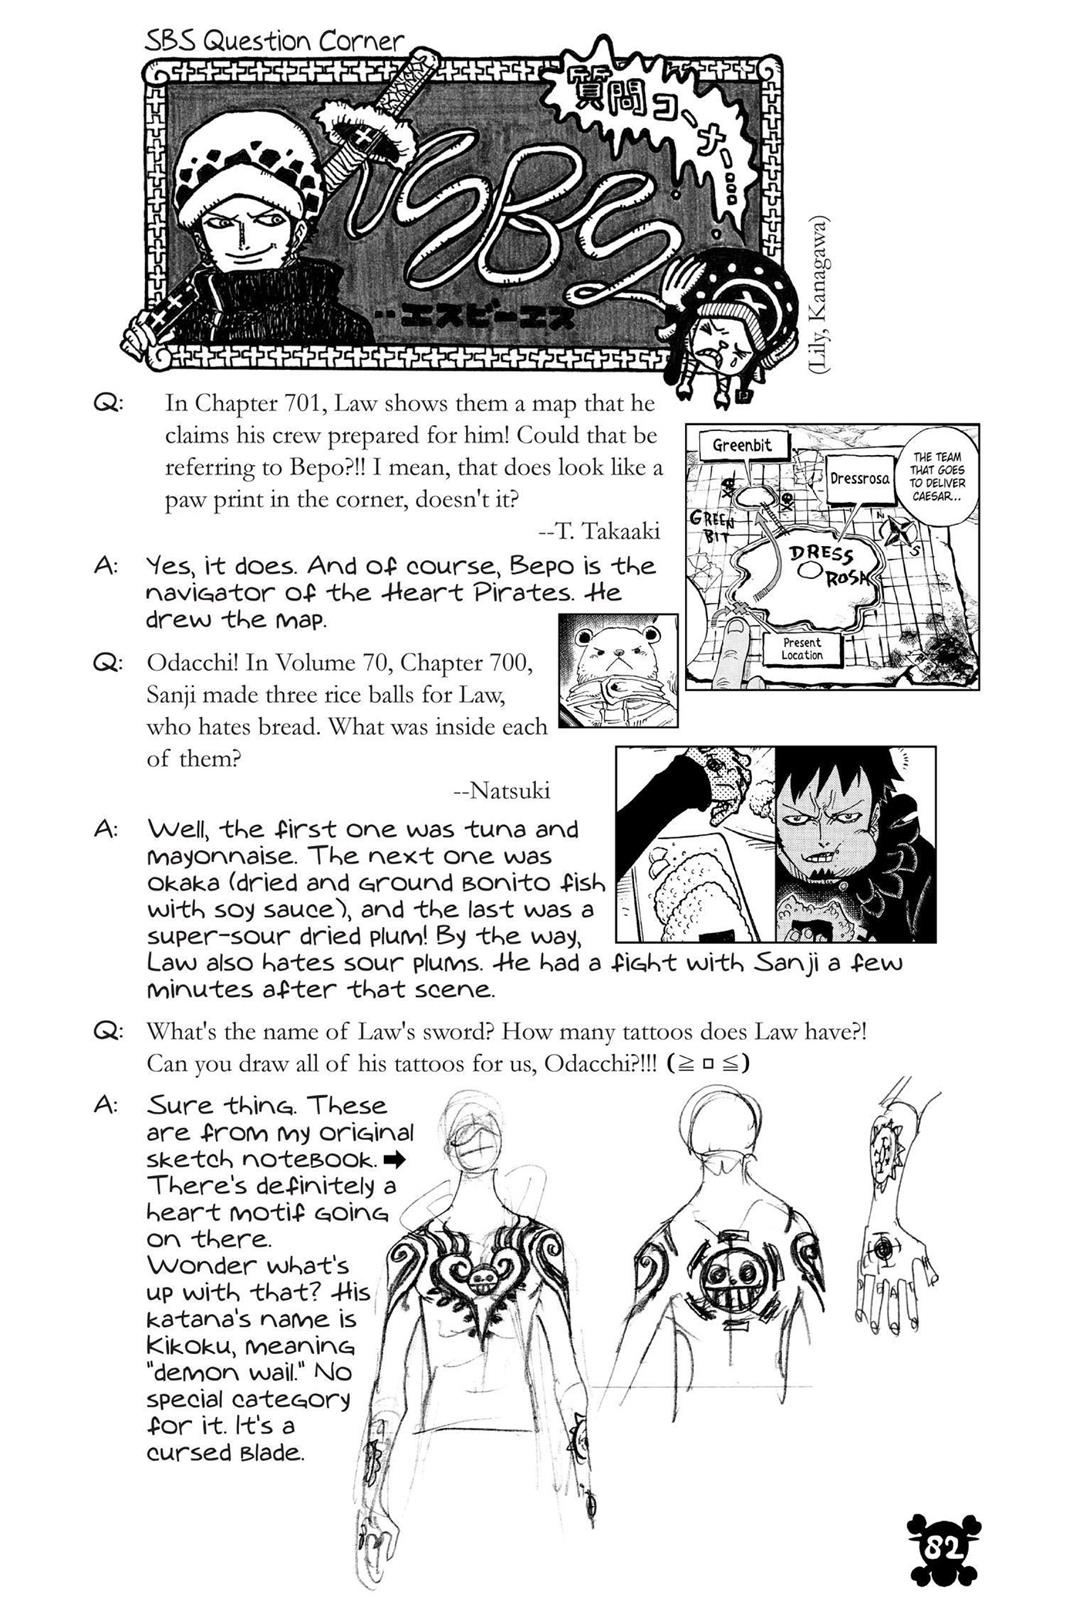 SBS Question Corner
質問コーナー…
SBS
エスビーエス
(Lily, Kanagawa)
Q: In Chapter 701, Law shows them a map that he
claims his crew prepared for him! Could that be
referring to Bepo?!! I mean, that does look like a
paw print in the corner, doesn't it?
--T. Takaaki
Greenbit
Dressrosa
THE TEAM
THAT GOES
TO DELIVER
CAESAR...
GREEN
BIT
N
S
DRESS
ROSA
Present
Location
A: Yes, it does. And of course, Bepo is the
navigator of the Heart Pirates. He
drew the map.
Q: Odacchi! In Volume 70, Chapter 700,
Sanji made three rice balls for Law,
who hates bread. What was inside each
of them?
--Natsuki
A: Well, the first one was tuna and
mayonnaise. The next one was
okaka (dried and ground bonito fish
with soy sauce), and the last was a
super-sour dried plum! By the way,
Law also hates sour plums. He had a fight with Sanji a few
minutes after that scene.
Q: What's the name of Law's sword? How many tattoos does Law have?!
Can you draw all of his tattoos for us, Odacchi?!!! (≧ □ ≦)
A: Sure thing. These
are from my original
sketch notebook. ➡
There's definitely a
heart motif going
on there.
Wonder what's
up with that? His
katana's name is
Kikoku, meaning
"demon wail." No
special category
for it. It's a
cursed blade.
82